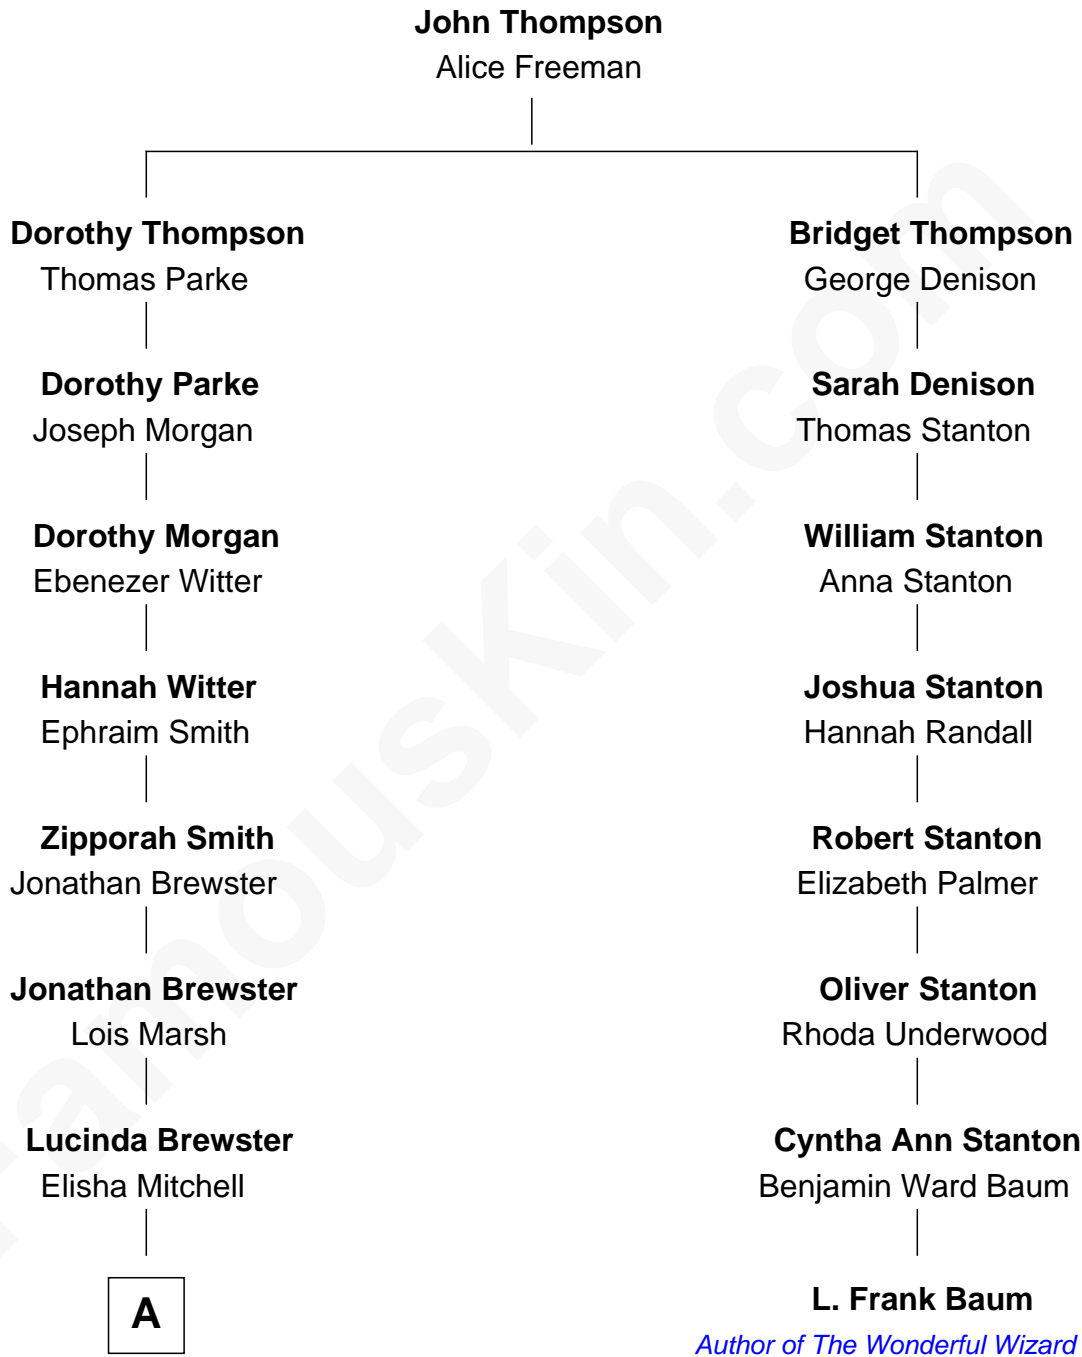 John Thompson
Alice Freeman
Dorothy Thompson
Thomas Parke
Bridget Thompson
George Denison
Dorothy Parke
Joseph Morgan
Sarah Denison
Thomas Stanton
Dorothy Morgan
Ebenezer Witter
William Stanton
Anna Stanton
Hannah Witter
Ephraim Smith
Joshua Stanton
Hannah Randall
Zipporah Smith
Jonathan Brewster
Robert Stanton
Elizabeth Palmer
Jonathan Brewster
Lois Marsh
Oliver Stanton
Rhoda Underwood
Lucinda Brewster
Elisha Mitchell
Cyntha Ann Stanton
Benjamin Ward Baum
A
L. Frank Baum
Author of The Wonderful Wizard
FamousKin.com